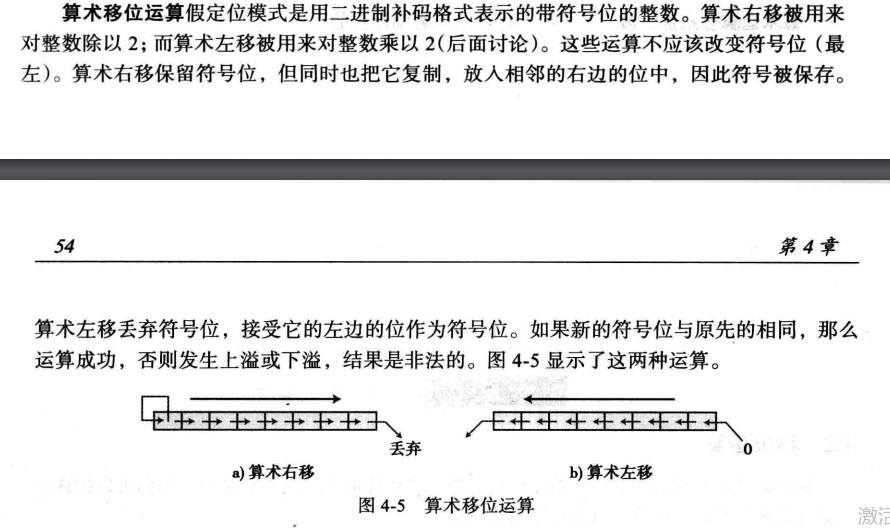 算术移位运算假定位模式是用二进制补码格式表示的带符号位的整数。算术右移被用来
对整数除以 2；而算术左移被用来对整数乘以 2(后面讨论)。这些运算不应该改变符号位（最
左）。算术右移保留符号位，但同时也把它复制，放入相邻的右边的位中，因此符号被保存。
54 第 4 章
算术左移丢弃符号位，接受它的左边的位作为符号位。如果新的符号位与原先的相同，那么
运算成功，否则发生上溢或下溢，结果是非法的。图 4-5 显示了这两种运算。
丢弃 0
a) 算术右移 b) 算术左移
图 4-5 算术移位运算
激活